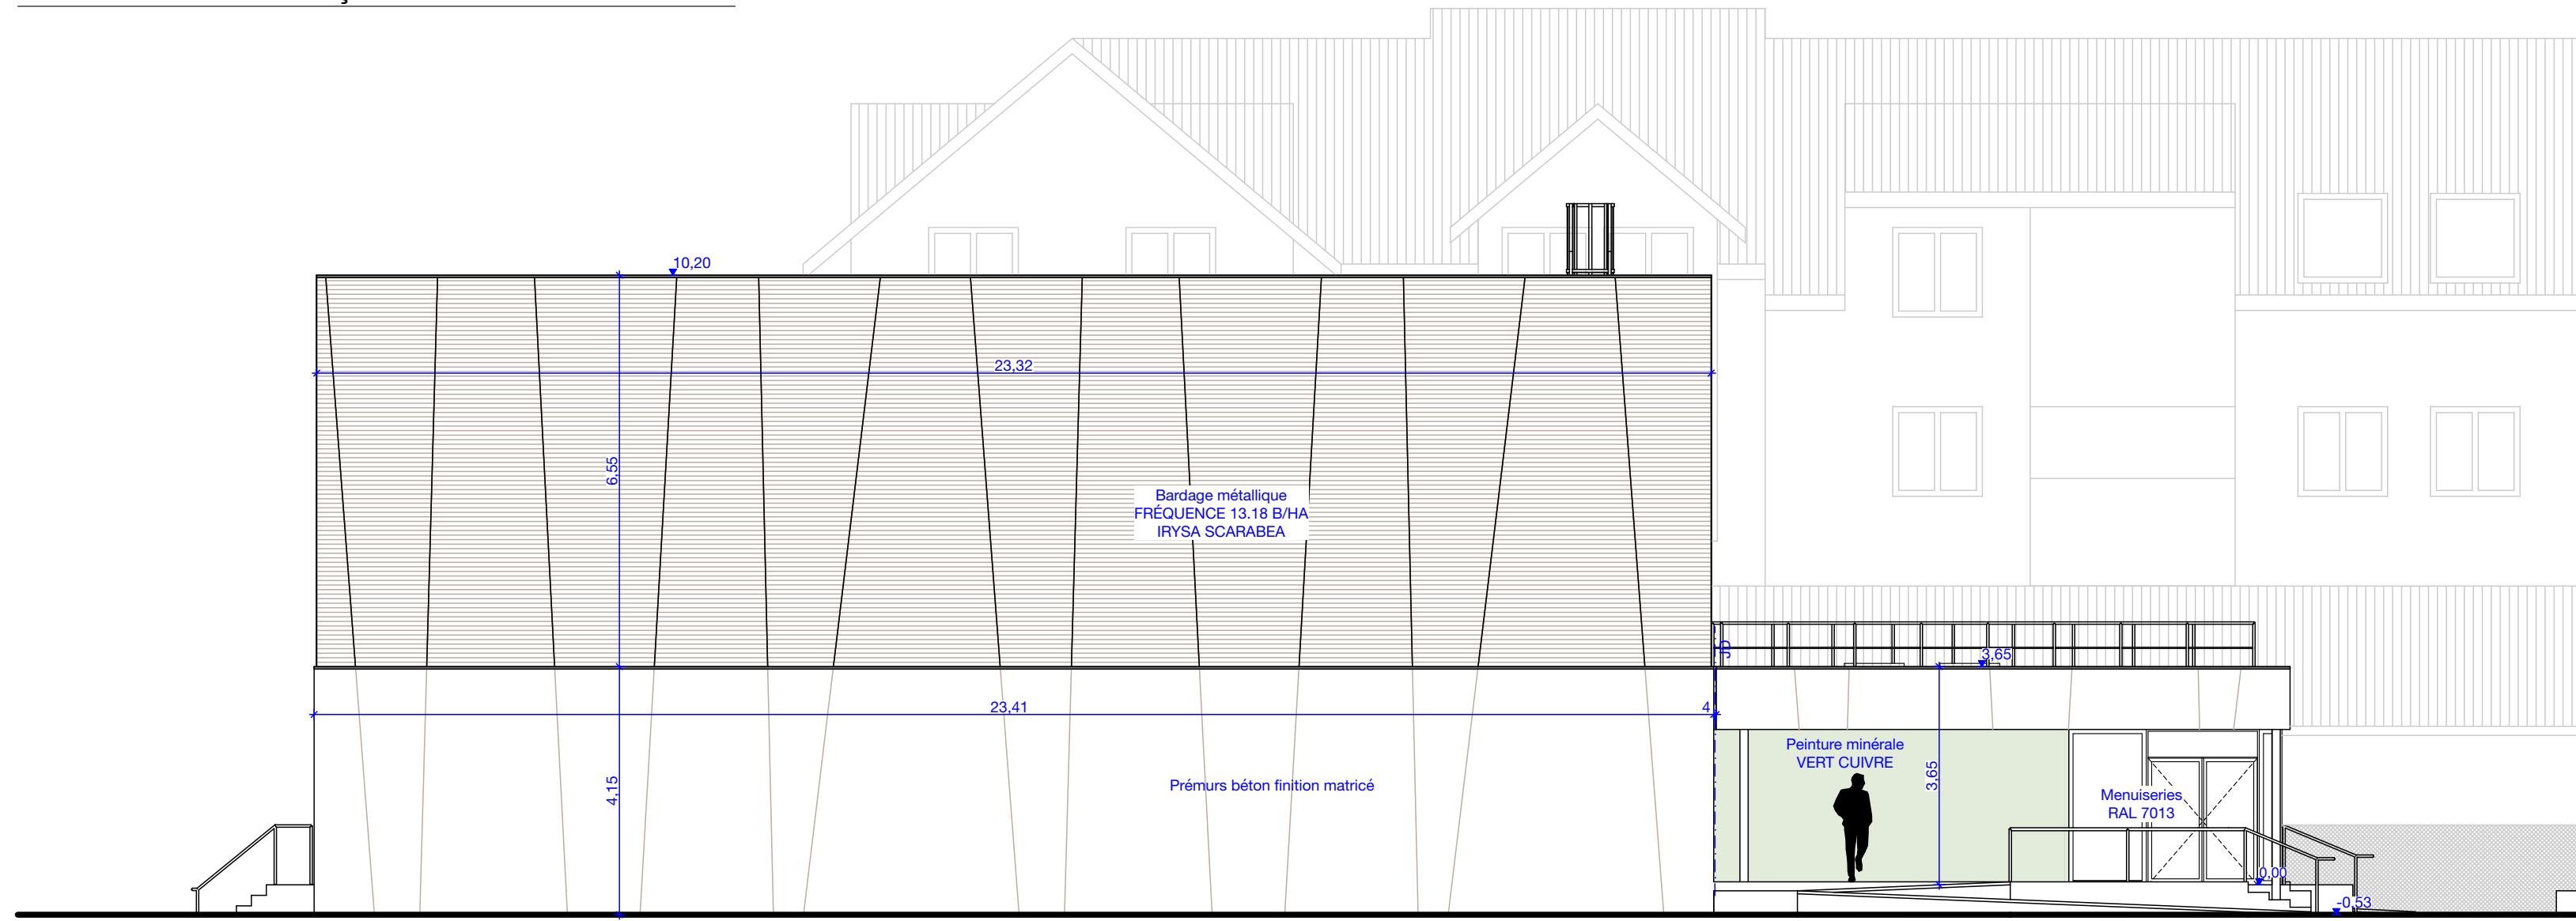 10,20
23,32
6,55
Bardage métallique
FRÉQUENCE 13.18 B/HA
IRYSA SCARABEA
JD
3,65
23,41
4
Peinture minérale
VERT CUIVRE
3,65
4,15
Prémurs béton finition matricé
Menuiseries
RAL 7013
0,00
-0,53